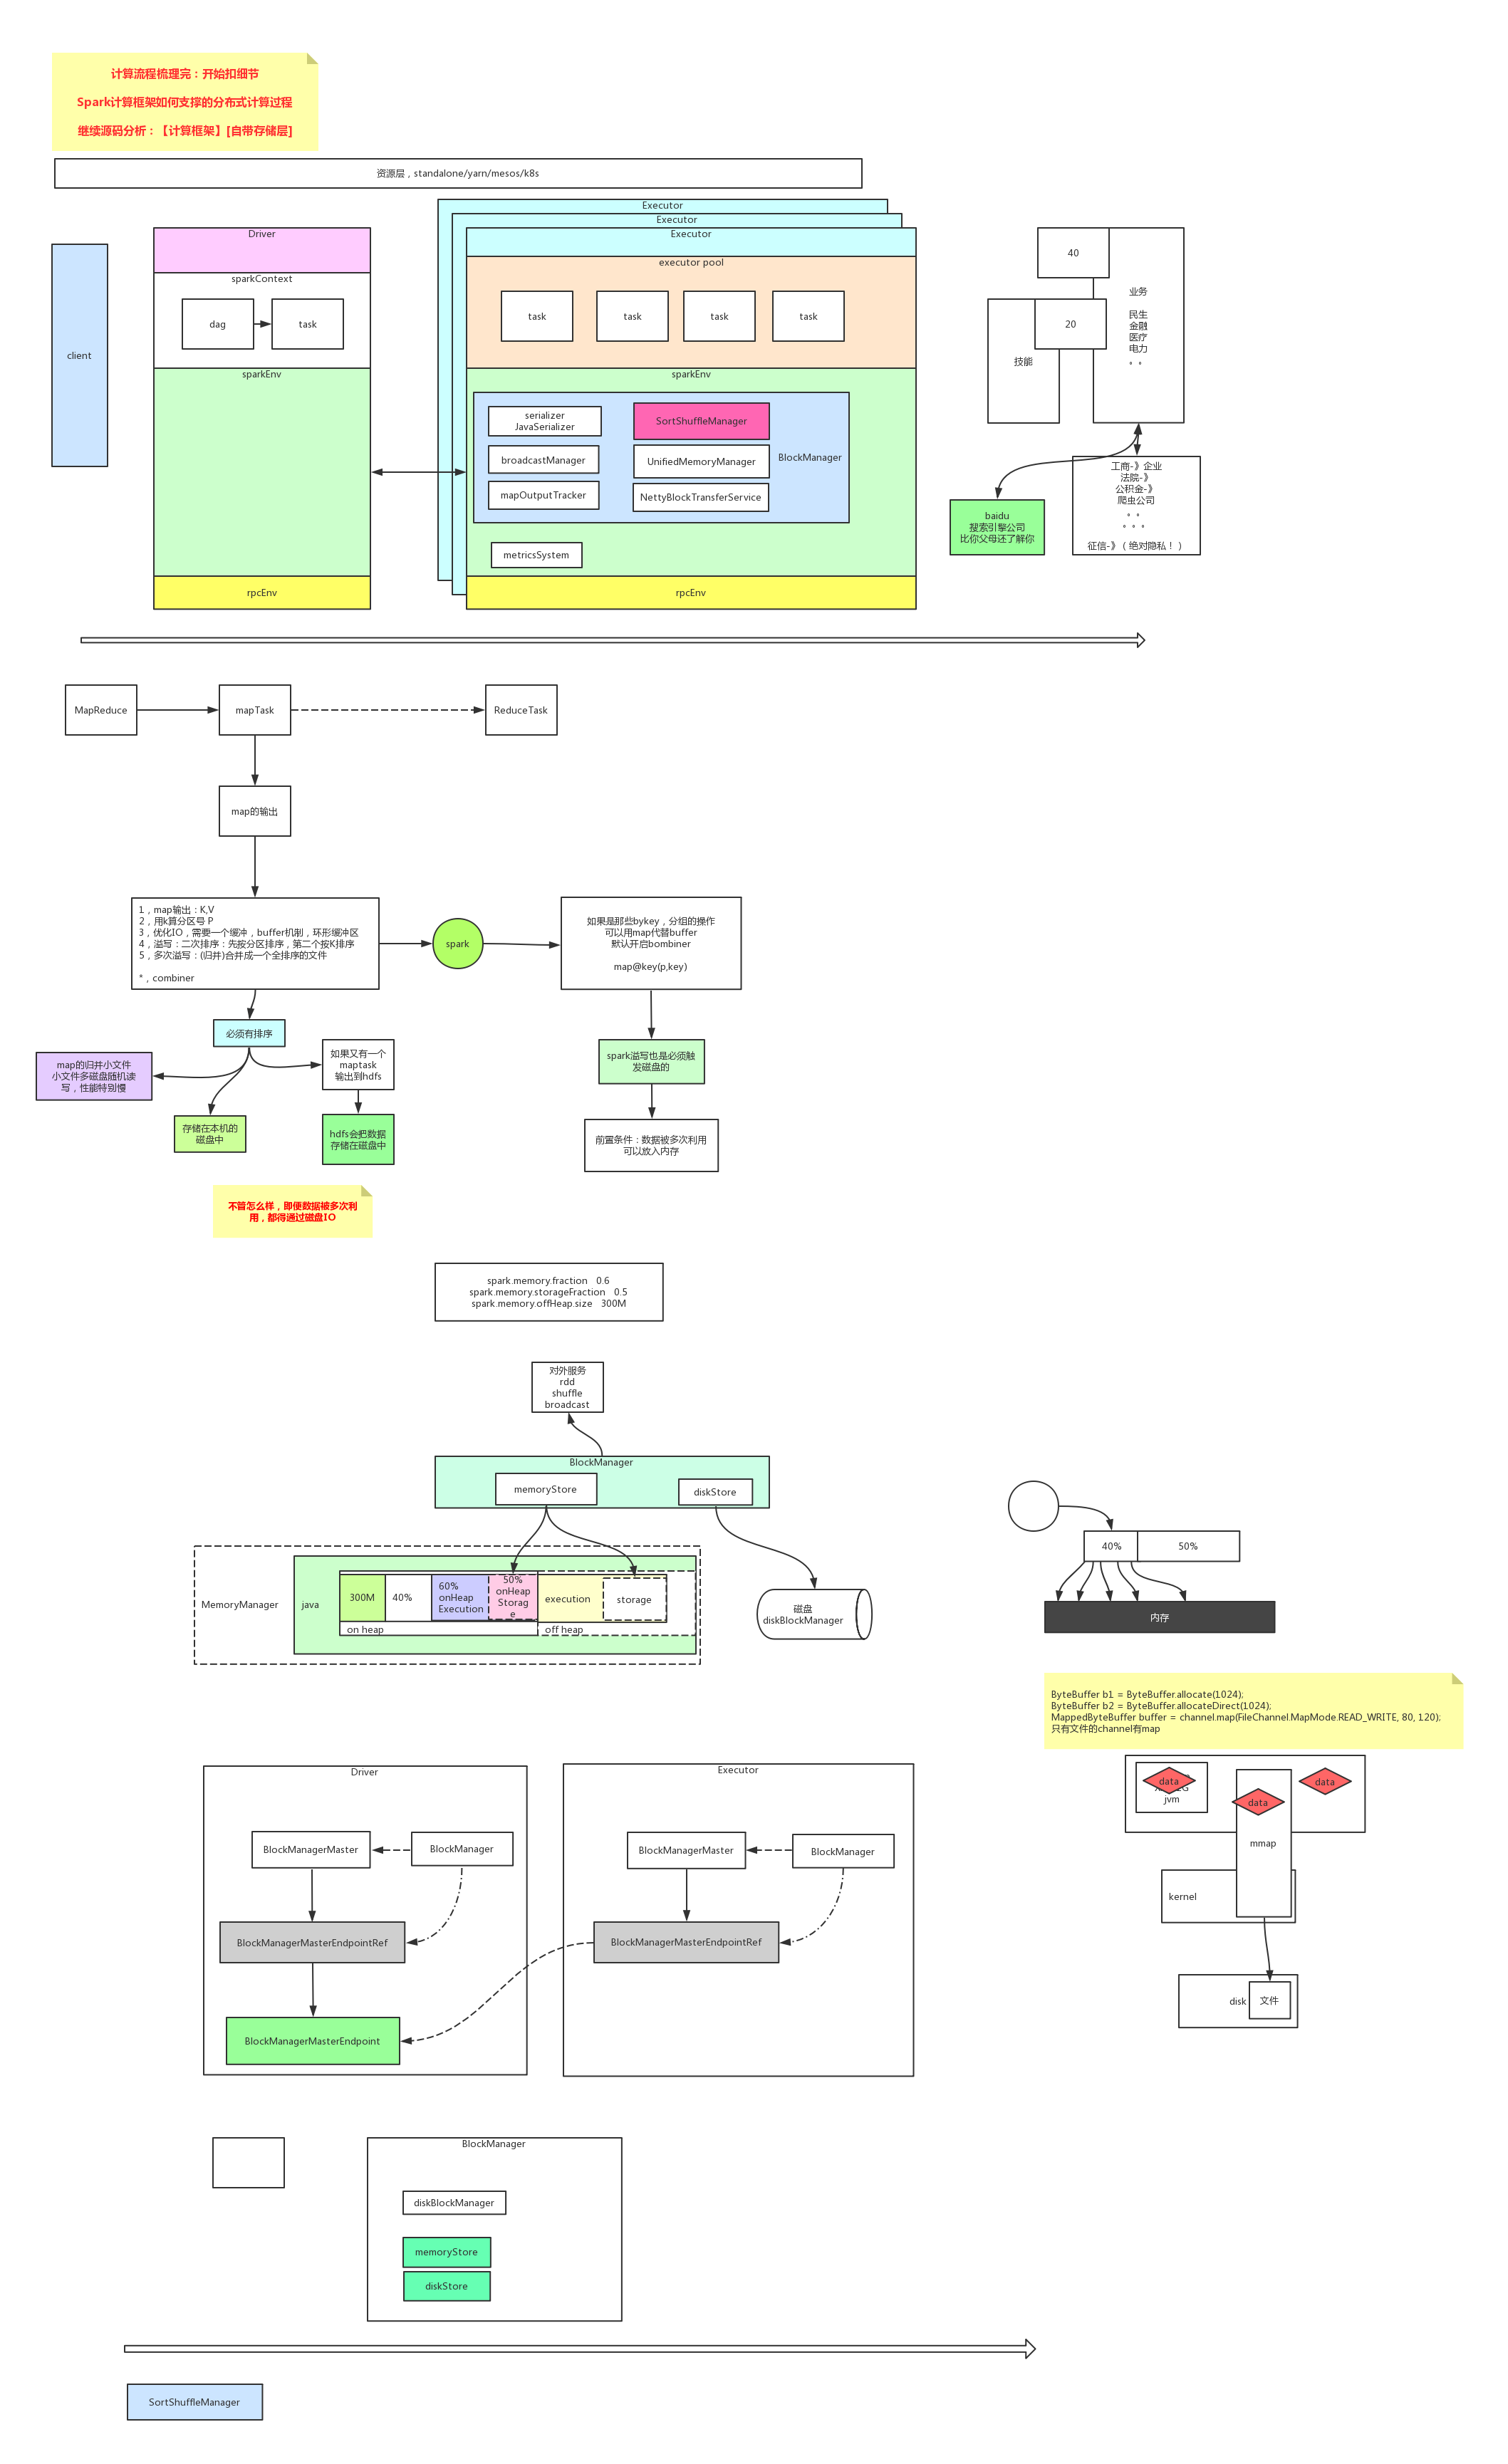 计算流程梳理完：开始扣细节
Spark计算框架如何支撑的分布式计算过程
继续源码分析：【计算框架】[自带存储层]
资源层，standalone/yarn/mesos/k8s
client
Driver
sparkContext
dag
task
sparkEnv
rpcEnv
Executor
Executor
Executor
executor pool
task
task
task
task
sparkEnv
serializer
JavaSerializer
broadcastManager
mapOutputTracker
SortShuffleManager
UnifiedMemoryManager
NettyBlockTransferService
BlockManager
metricsSystem
rpcEnv
40
20
技能
业务
民生
金融
医疗
电力
。。
baidu
搜索引擎公司
比你父母还了解你
工商-》企业
法院-》
公积金-》
爬虫公司
。。
。。。
征信-》（绝对隐私！）
MapReduce
mapTask
ReduceTask
map的输出
1，map输出：K,V
2，用k算分区号 P
3，优化IO，需要一个缓冲，buffer机制，环形缓冲区
4，溢写：二次排序：先按分区排序，第二个按K排序
5，多次溢写：(归并)合并成一个全排序的文件
*，combiner
spark
如果是那些bykey，分组的操作
可以用map代替buffer
默认开启bombiner
map@key(p,key)
必须有排序
map的归并小文件
小文件多磁盘随机读
写，性能特别慢
存储在本机的
磁盘中
如果又有一个
maptask
输出到hdfs
hdfs会把数据
存储在磁盘中
spark溢写也是必须触
发磁盘的
前置条件：数据被多次利用
可以放入内存
不管怎么样，即便数据被多次利
用，都得通过磁盘IO
spark.memory.fraction 0.6
spark.memory.storageFraction 0.5
spark.memory.offHeap.size 300M
对外服务
rdd
shuffle
broadcast
BlockManager
memoryStore
diskStore
MemoryManager
java
300M
40%
60%
onHeap
Execution
50%
onHeap
Storag
e
execution
storage
on heap
off heap
磁盘
diskBlockManager
40%
50%
内存
ByteBuffer b1 = ByteBuffer.allocate(1024);
ByteBuffer b2 = ByteBuffer.allocateDirect(1024);
MappedByteBuffer buffer = channel.map(FileChannel.MapMode.READ_WRITE, 80, 120);
只有文件的channel有map
data
jvm
data
data
mmap
kernel
disk
文件
Driver
BlockManagerMaster
BlockManager
BlockManagerMasterEndpointRef
BlockManagerMasterEndpoint
Executor
BlockManagerMaster
BlockManager
BlockManagerMasterEndpointRef
BlockManager
diskBlockManager
memoryStore
diskStore
SortShuffleManager